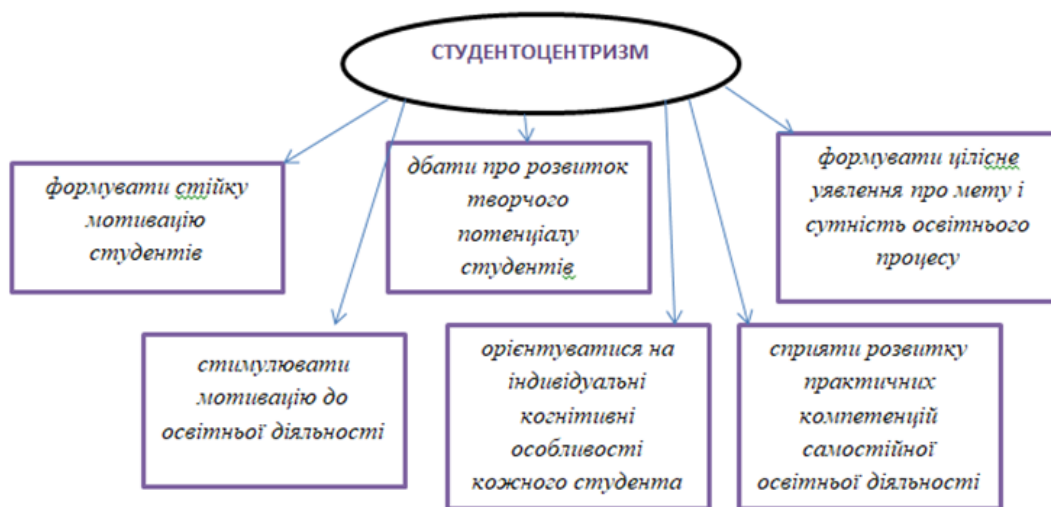 СТУДЕНТОЦЕНТРИЗМ
формувати стійку
мотивацію
студентів
дбати про розвиток
творчого
потенціалу
студентів
формувати цілісне
уявлення про мету і
сутність освітнього
процесу
стимулювати
мотивацію до
освітньої діяльності
орієнтуватися на
індивідуальні
когнітивні
особливості
кожного студента
сприяти розвитку
практичних
компетенцій
самостійної
освітньої діяльності